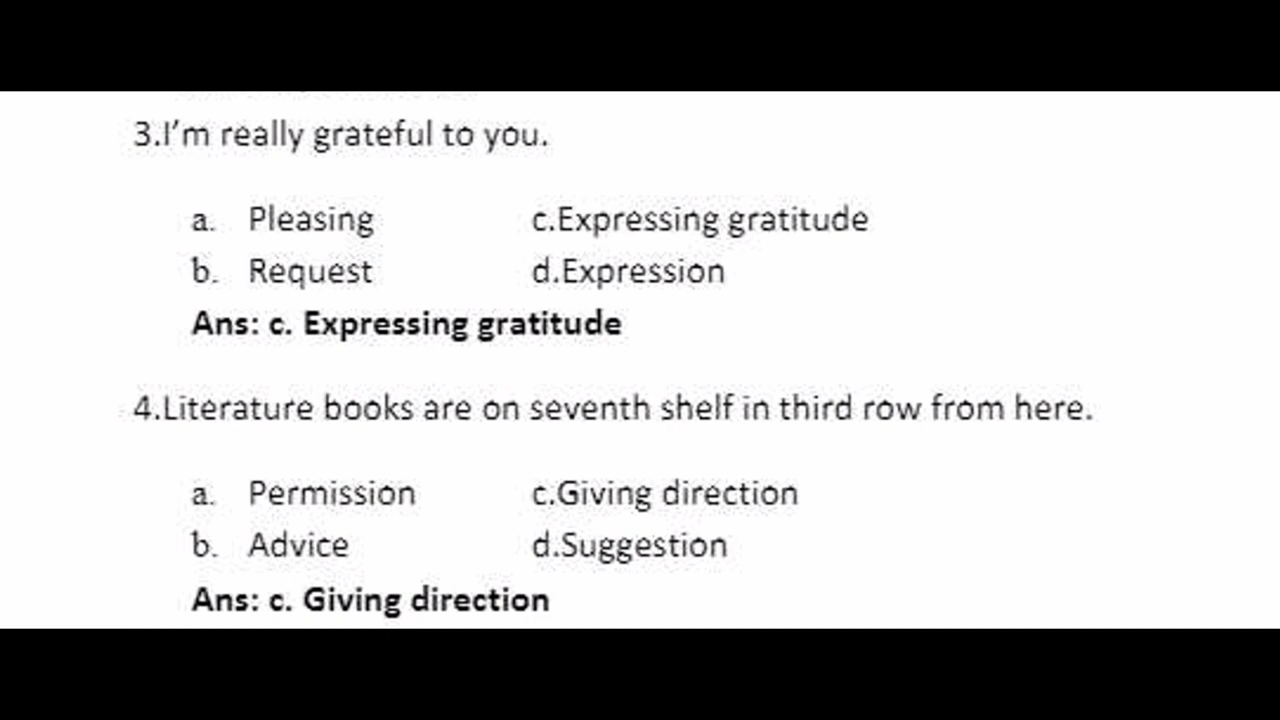 3.I'm really grateful to you.
a. Pleasing c.Expressing gratitude
b. Request d.Expression
Ans: c. Expressing gratitude
4.Literature books are on seventh shelf in third row from here.
a. Permission c.Giving direction
b. Advice d.Suggestion
Ans: c. Giving direction